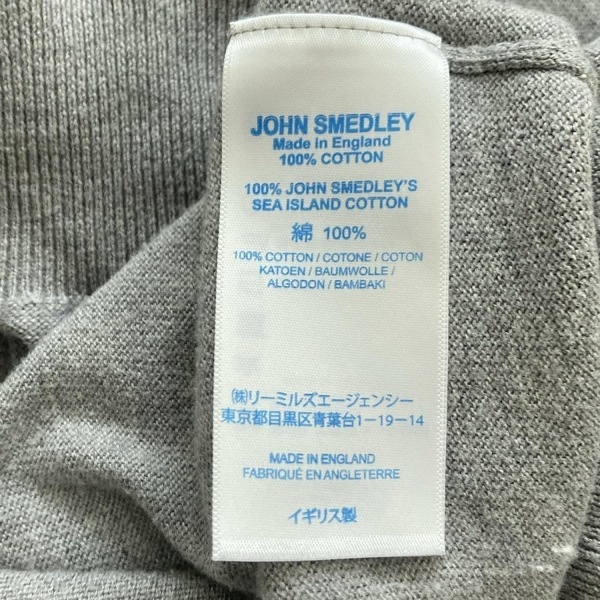 JOHN SMEDLEY
Made in England
100% COTTON
100% JOHN SMEDLEY'S
SEA ISLAND COTTON
綿 100%
100% COTTON / COTONE / COTON
KATOEN / BAUMWOLLE /
ALGODON / BAMBAKI
㈱リーミルズエージェンシー
東京都目黒区青葉台1-19-14
MADE IN ENGLAND
FABRIQUÉ EN ANGLETERRE
イギリス製